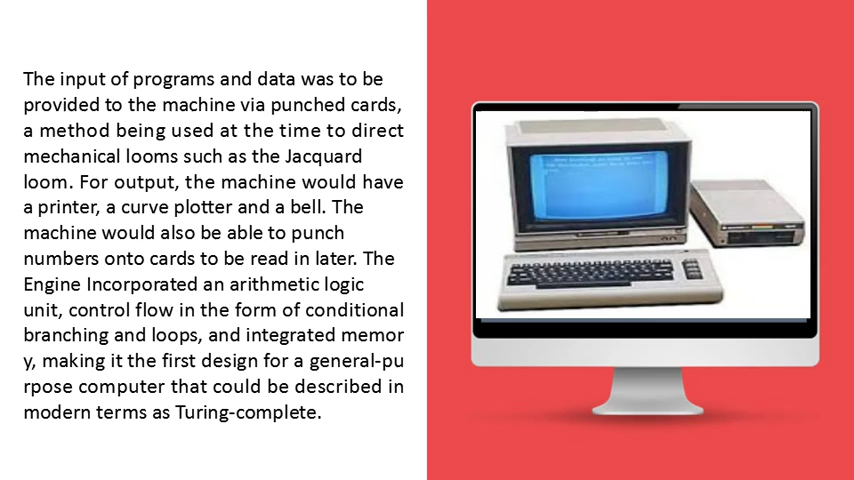 The input of programs and data was to be
provided to the machine via punched cards,
a method being used at the time to direct
mechanical looms such as the Jacquard
loom. For output, the machine would have
a printer, a curve plotter and a bell. The
machine would also be able to punch
numbers onto cards to be read in later. The
Engine Incorporated an arithmetic logic
unit, control flow in the form of conditional
branching and loops, and integrated memor
y, making it the first design for a general-pu
rpose computer that could be described in
modern terms as Turing-complete.